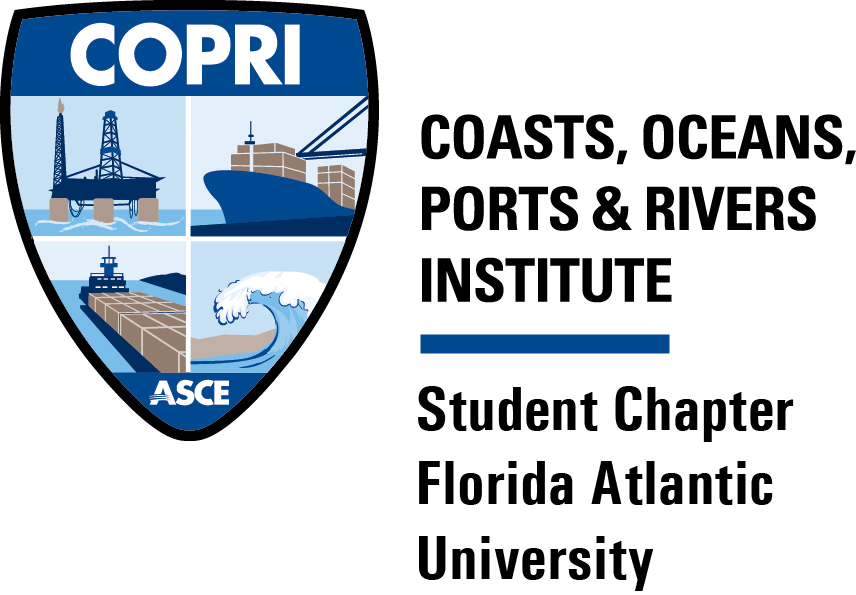 COPRI
ASCE
COASTS, OCEANS,
PORTS & RIVERS
INSTITUTE
Student Chapter
Florida Atlantic
University